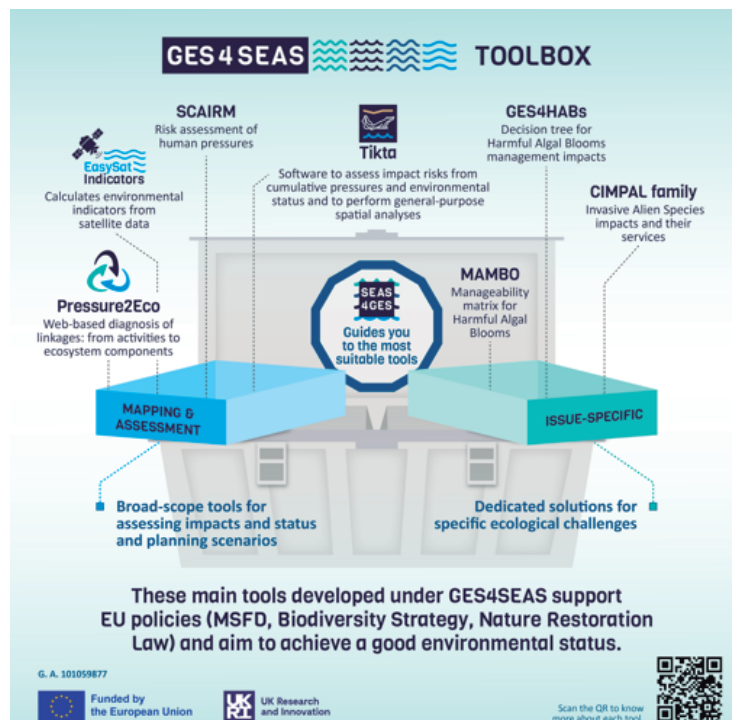 GES4SEAS TOOLBOX
SCAIRM
Risk assessment of
human pressures
EasySat
Indicators
Calculates environmental
indicators from
satellite data
Tikta
Software to assess impact risks from
cumulative pressures and environmental
status and to perform general-purpose
spatial analyses
GES4HABs
Decision tree for
Harmful Algal Blooms
management impacts
CIMPAL family
Invasive Alien Species
impacts and their
services
Pressure2Eco
Web-based diagnosis of
linkages: from activities to
ecosystem components
SEAS
4GES
Guides you
to the most
suitable tools
MAMBO
Manageability
matrix for
Harmful Algal
Blooms
MAPPING &
ASSESSMENT
ISSUE-SPECIFIC
Broad-scope tools for
assessing impacts and status
and planning scenarios
Dedicated solutions for
specific ecological challenges
These main tools developed under GES4SEAS support
EU policies (MSFD, Biodiversity Strategy, Nature Restoration
Law) and aim to achieve a good environmental status.
G. A. 101059877
Funded by
the European Union
UK
RI
UK Research
and Innovation
Scan the QR to know
more about each tool